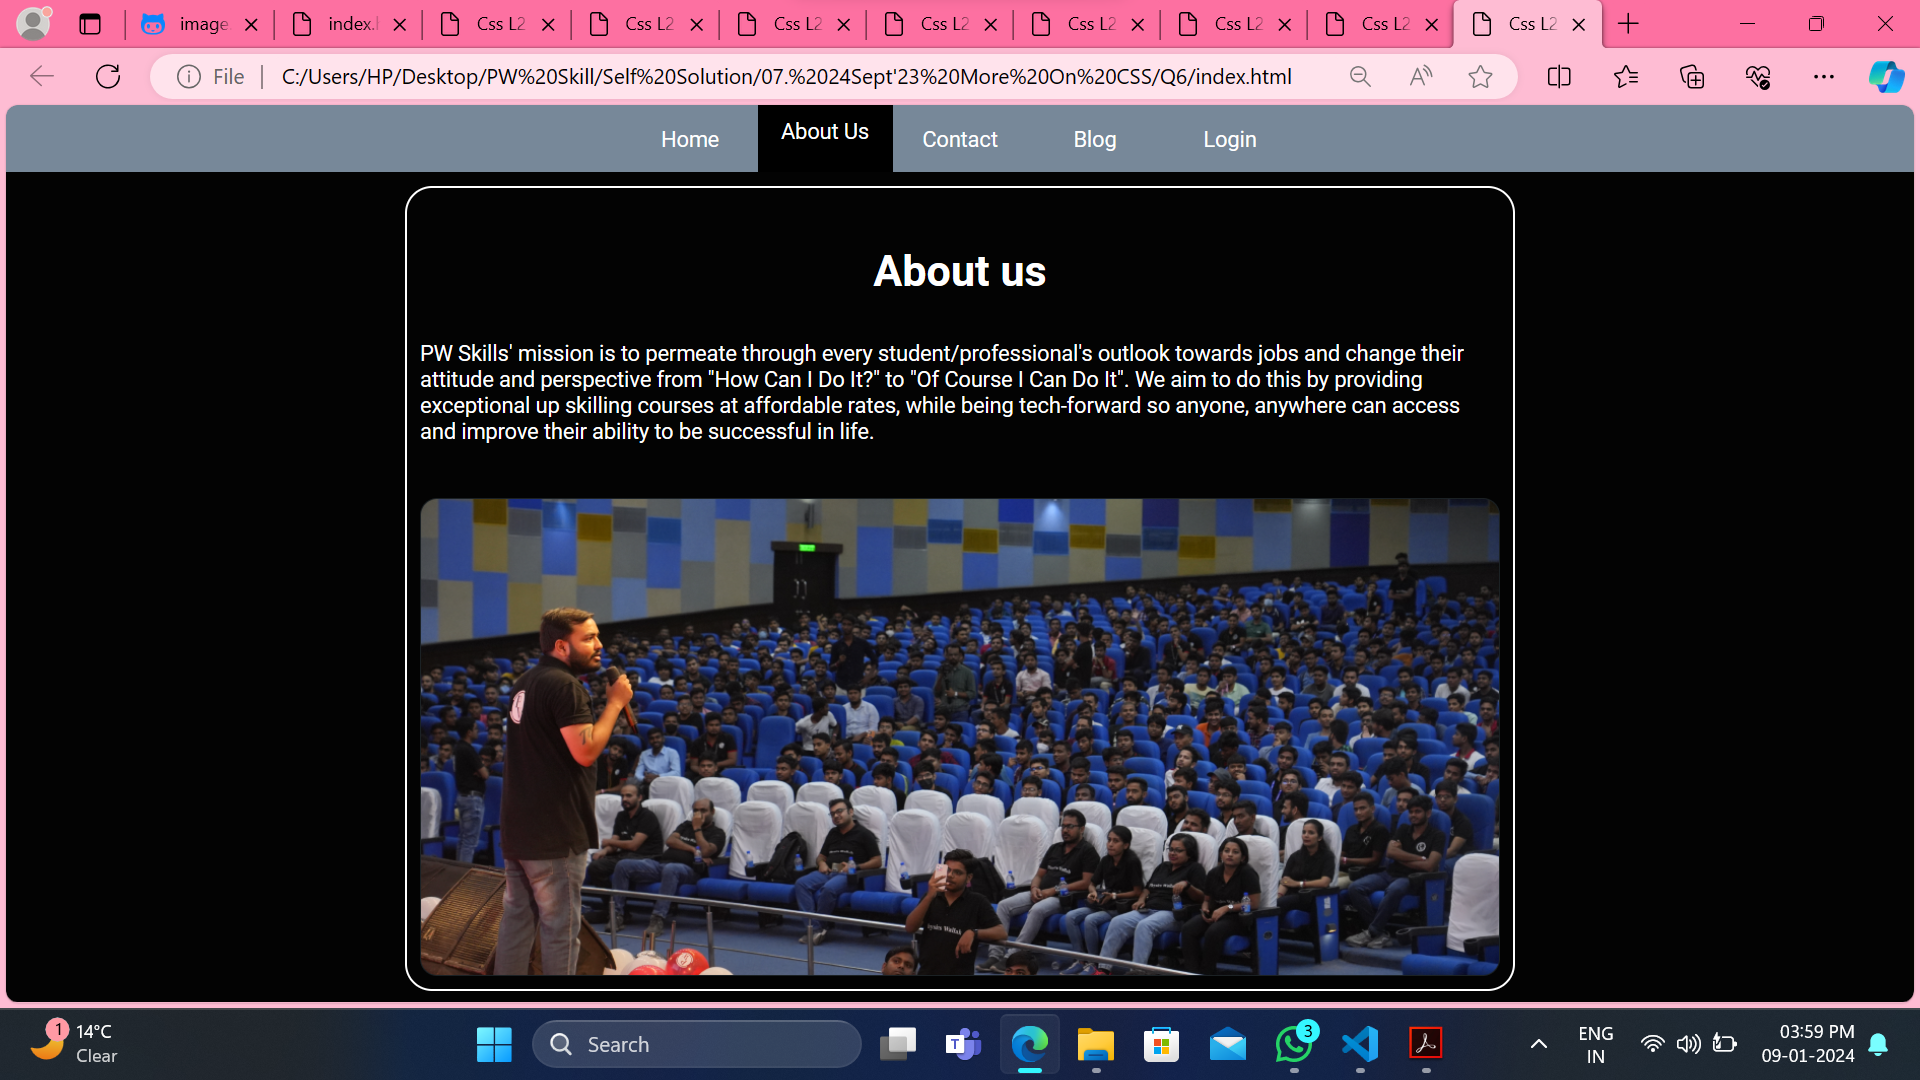 image
index.
Css L2
Css L2
Css L2
Css L2
Css L2
Css L2
Css L2
Css L2
File
C:/Users/HP/Desktop/PW%20Skill/Self%20Solution/07.%2024Sept'23%20More%20On%20CSS/Q6/index.html
Home
About Us
Contact
Blog
Login
About us
PW Skills' mission is to permeate through every student/professional's outlook towards jobs and change their
attitude and perspective from "How Can I Do It?" to "Of Course I Can Do It". We aim to do this by providing
exceptional up skilling courses at affordable rates, while being tech-forward so anyone, anywhere can access
and improve their ability to be successful in life.
1
14°C
Clear
Search
3
ENG
IN
03:59 PM
09-01-2024